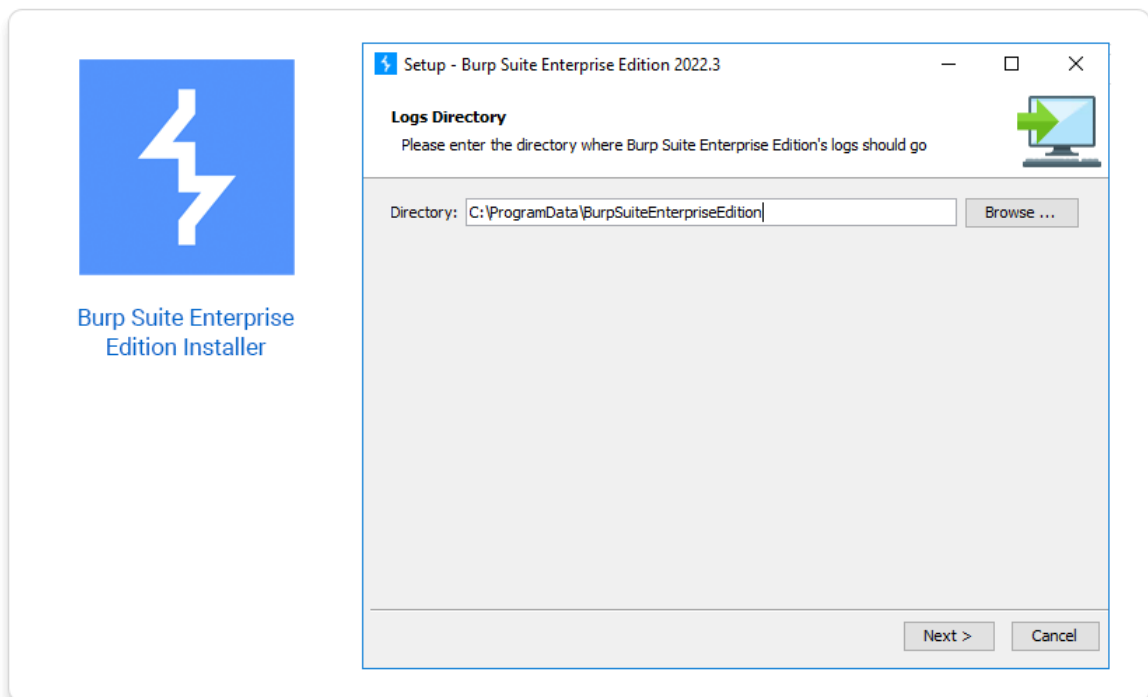 Burp Suite Enterprise
Edition Installer
Setup - Burp Suite Enterprise Edition 2022.3
Logs Directory
Please enter the directory where Burp Suite Enterprise Edition's logs should go
Directory: C:\ProgramData\BurpSuiteEnterpriseEdition Browse ...
Next > Cancel